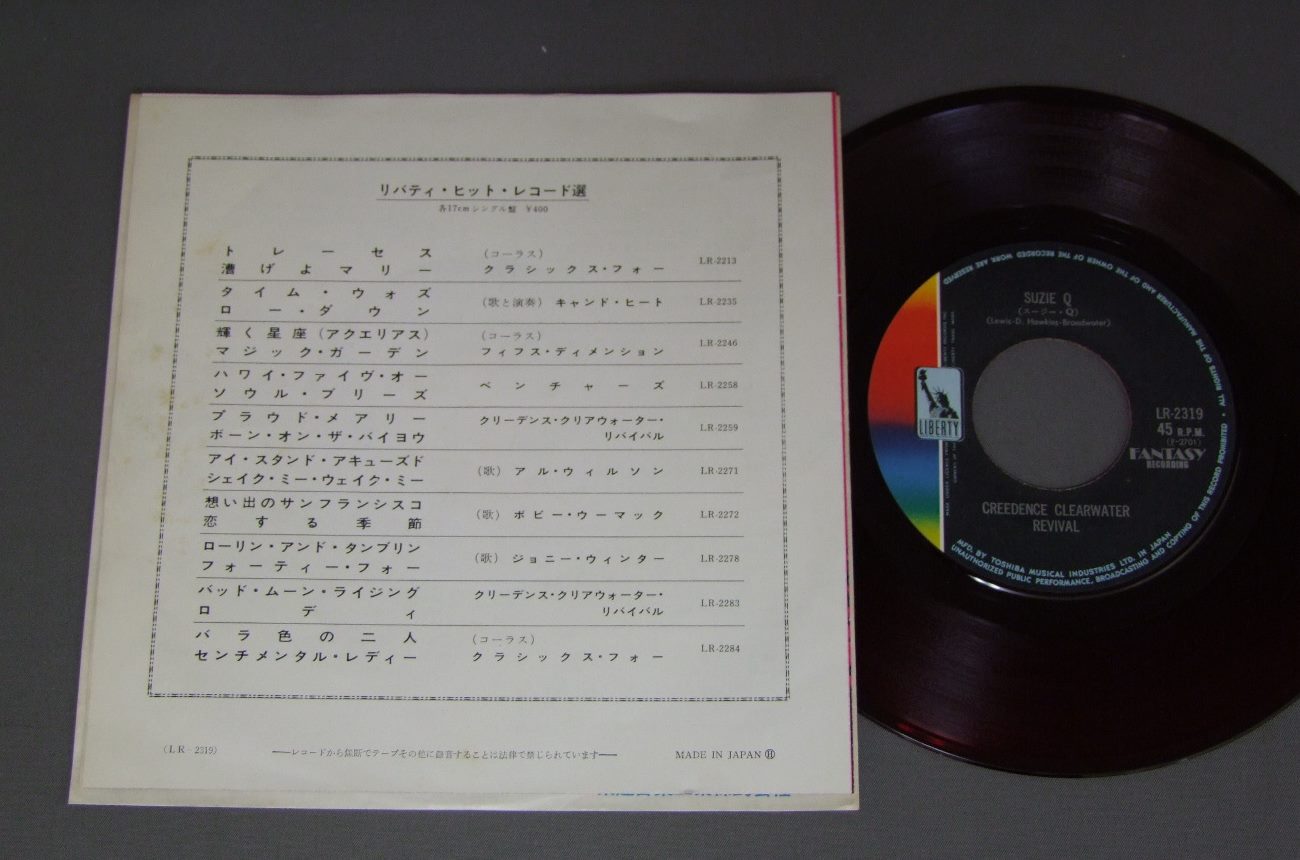 リバティ・ヒット・レコード選
各17cmシングル盤 ¥400
トレーセス
漕げよマリー
(コーラス)
クラシックス・フォー
LR-2213
タイム・ウォズ
ロー・ダウン
(歌と演奏) キャンド・ヒート
LR-2235
輝く星座(アクエリアス)
マジック・ガーデン
(コーラス)
フィフス・ディメンション
LR-2246
ハワイ・ファイヴ・オー
ソウル・ブリーズ
ベンチャーズ
LR-2258
プラウド・メアリー
ボーン・オン・ザ・バイヨウ
クリーデンス・クリアウォーター・
リバイバル
LR-2259
アイ・スタンド・アキューズド
シェイク・ミー・ウェイク・ミー
(歌) アル・ウィルソン
LR-2271
想い出のサンフランシスコ
恋する季節
(歌) ボビー・ウーマック
LR-2272
ローリン・アンド・タンブリン
フォーティー・フォー
(歌) ジョニー・ウィンター
LR-2278
バッド・ムーン・ライジング
ロディ
クリーデンス・クリアウォーター・
リバイバル
LR-2283
バラ色の二人
センチメンタル・レディー
(コーラス)
クラシックス・フォー
LR-2284
(LR-2319)
レコードから無断でテープその他に録音することは法律で禁じられています
MADE IN JAPAN Ⓗ
SUZIE Q
(スージー・Q)
(Lewis-D. Hawkins-Broadwater)
LIBERTY
LR-2319
45 R.P.M.
(F-2701)
FANTASY
RECORDING
CREEDENCE CLEARWATER
REVIVAL
MFD. BY TOSHIBA MUSICAL INDUSTRIES LTD. IN JAPAN
ALL RIGHTS OF THE MANUFACTURER AND OF THE OWNER OF THE RECORDED WORK ARE RESERVED
UNAUTHORIZED PUBLIC PERFORMANCE, BROADCASTING AND COPYING OF THIS RECORD PROHIBITED